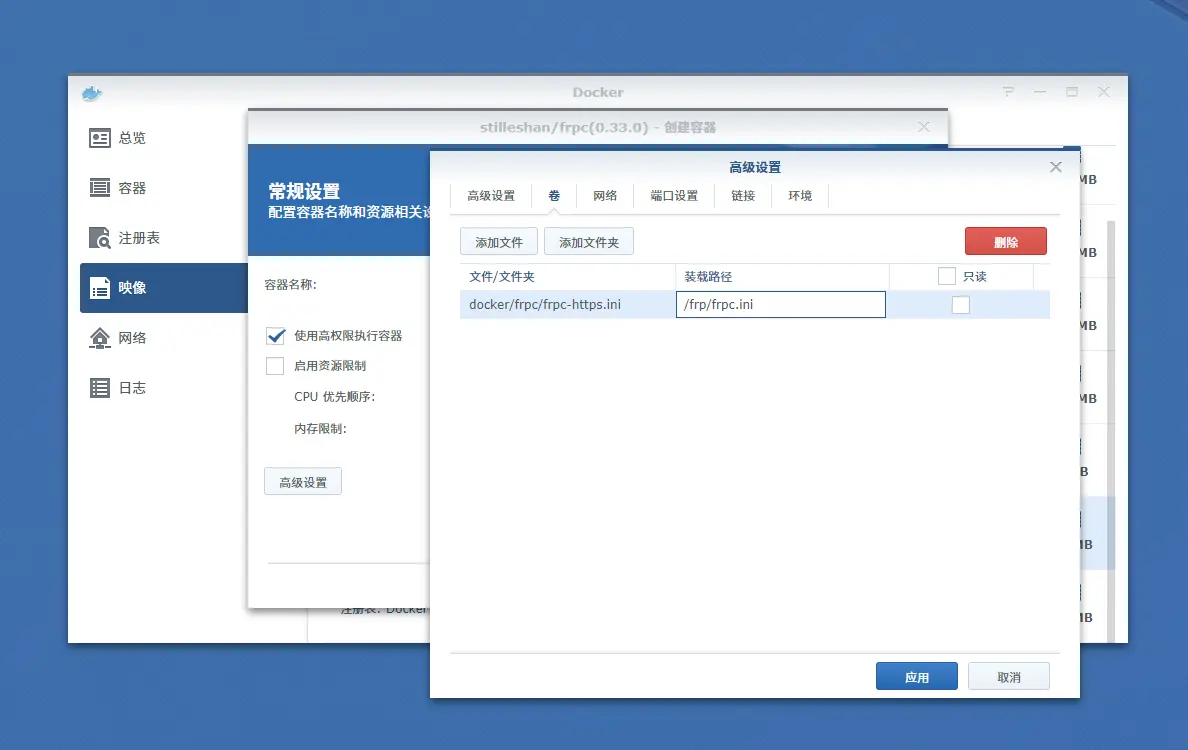 Docker
总览
容器
注册表
映像
网络
日志
stilleshan/frpc(0.33.0) - 创建容器
常规设置
配置容器名称和资源相关
容器名称:
使用高权限执行容器
启用资源限制
CPU 优先顺序:
内存限制:
高级设置
注册表: Docker
高级设置
高级设置 卷 网络 端口设置 链接 环境
添加文件 添加文件夹 删除
文件/文件夹 装载路径 只读
docker/frpc/frpc-https.ini /frp/frpc.ini
应用 取消
MB
MB
MB
MB
B
MB
MB